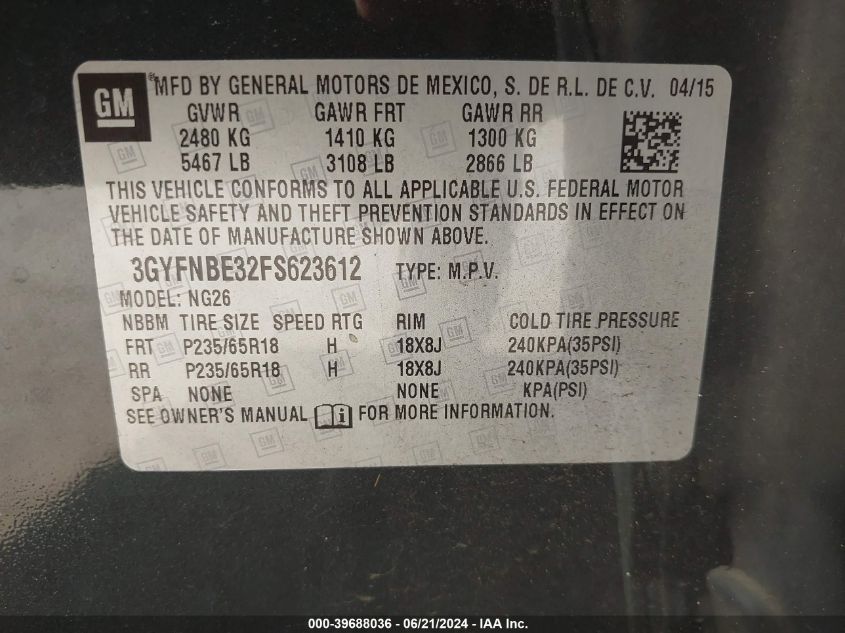 GM
® MFD BY GENERAL MOTORS DE MEXICO, S. DE R.L. DE C.V. 04/15
GVWR GAWR FRT GAWR RR
2480 KG 1410 KG 1300 KG
5467 LB 3108 LB 2866 LB
THIS VEHICLE CONFORMS TO ALL APPLICABLE U.S. FEDERAL MOTOR
VEHICLE SAFETY AND THEFT PREVENTION STANDARDS IN EFFECT ON
THE DATE OF MANUFACTURE SHOWN ABOVE.
3GYFNBE32FS623612 TYPE: M.P.V.
MODEL: NG26
NBBM TIRE SIZE SPEED RTG RIM COLD TIRE PRESSURE
FRT P235/65R18 H 18X8J 240KPA(35PSI)
RR P235/65R18 H 18X8J 240KPA(35PSI)
SPA NONE NONE KPA(PSI)
SEE OWNER'S MANUAL i FOR MORE INFORMATION.
000-39688036 - 06/21/2024 - IAA Inc.